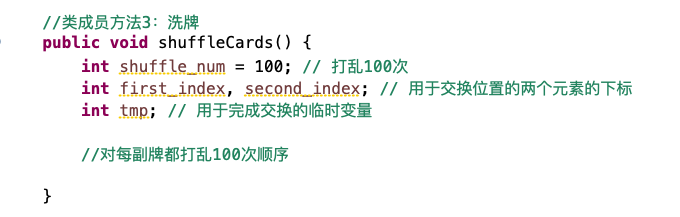 //类成员方法3: 洗牌
public void shuffleCards() {
int shuffle_num = 100; // 打乱100次
int first_index, second_index; // 用于交换位置的两个元素的下标
int tmp; // 用于完成交换的临时变量
//对每副牌都打乱100次顺序
}